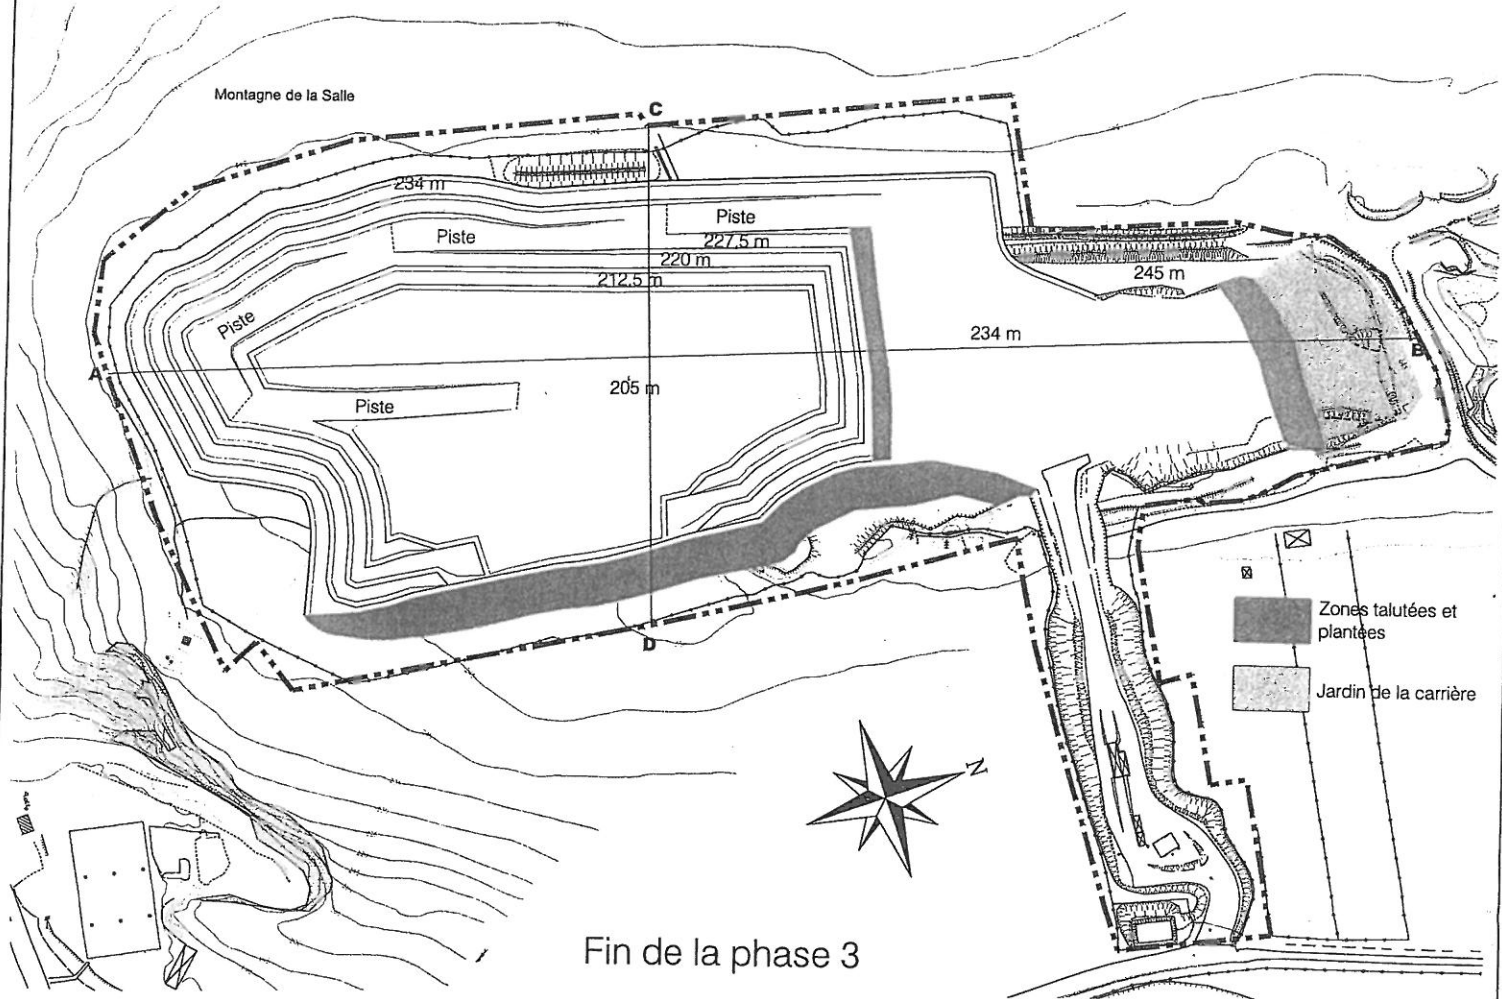 Montagne de la Salle
C
234 m
Piste
Piste
227.5 m
220 m
212.5 m
245 m
Piste
234 m
A
B
205 m
Piste
D
Zones talutées et
plantées
Jardin de la carrière
N
Fin de la phase 3